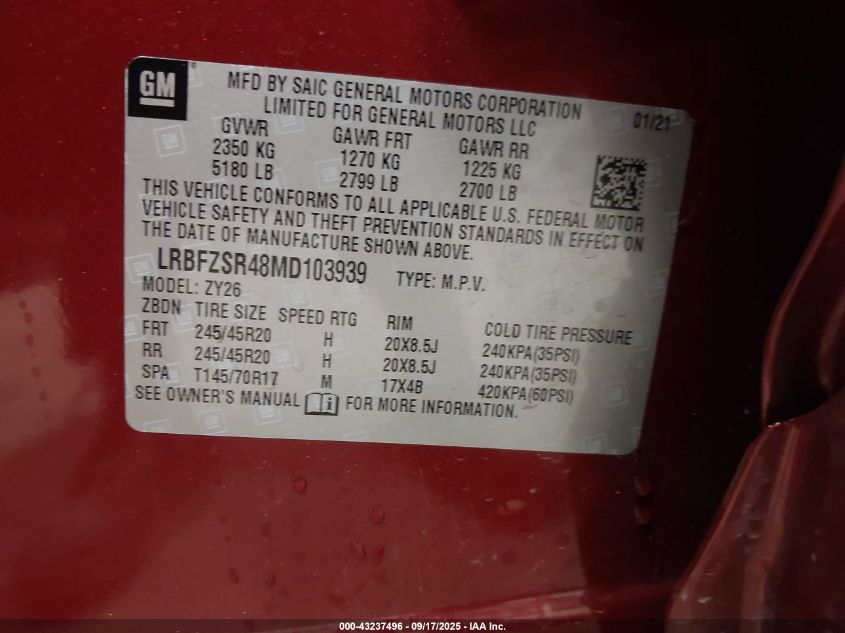 GM
MFD BY SAIC GENERAL MOTORS CORPORATION
LIMITED FOR GENERAL MOTORS LLC 01/21
GVWR GAWR FRT GAWR RR
2350 KG 1270 KG 1225 KG
5180 LB 2799 LB 2700 LB
THIS VEHICLE CONFORMS TO ALL APPLICABLE U.S. FEDERAL MOTOR
VEHICLE SAFETY AND THEFT PREVENTION STANDARDS IN EFFECT ON
THE DATE OF MANUFACTURE SHOWN ABOVE.
LRBFZSR48MD103939 TYPE: M.P.V.
MODEL: ZY26
ZBDN TIRE SIZE SPEED RTG RIM COLD TIRE PRESSURE
FRT 245/45R20 H 20X8.5J 240KPA(35PSI)
RR 245/45R20 H 20X8.5J 240KPA(35PSI)
SPA T145/70R17 M 17X4B 420KPA(60PSI)
SEE OWNER'S MANUAL FOR MORE INFORMATION.
000-43237496 - 09/17/2025 - IAA Inc.